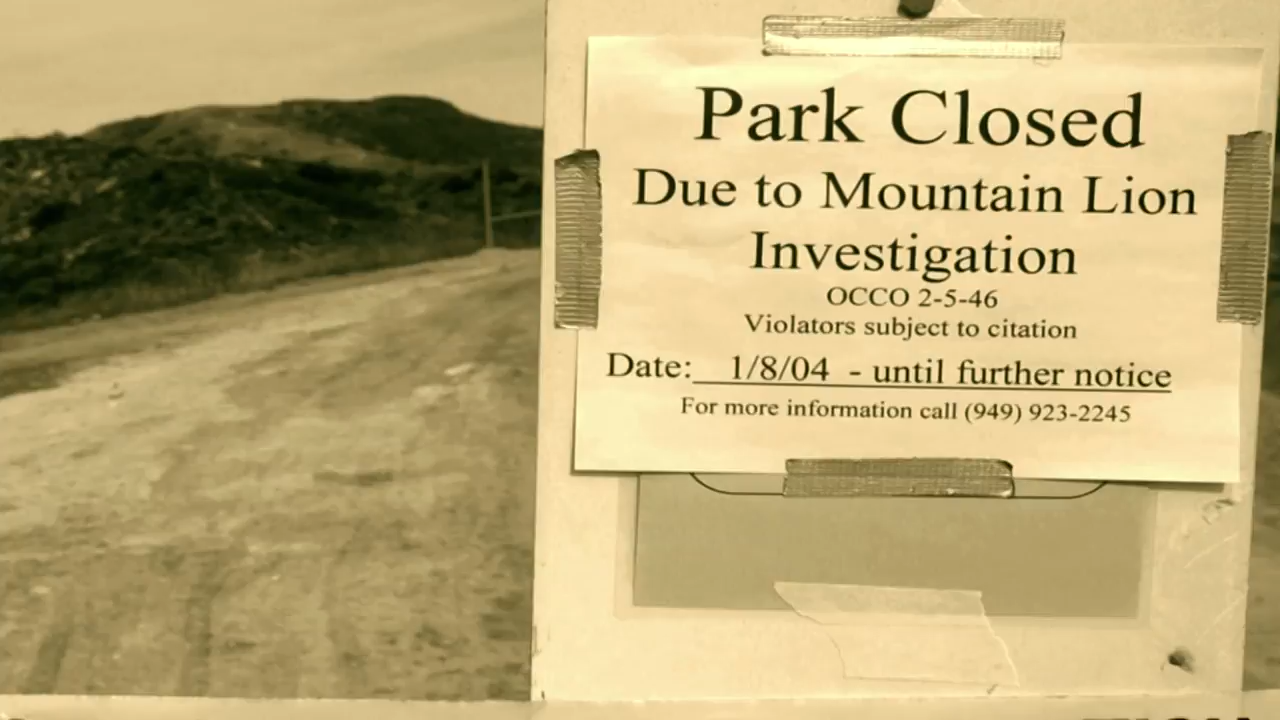 Park Closed
Due to Mountain Lion
Investigation
OCCO 2-5-46
Violators subject to citation
Date: 1/8/04 - until further notice
For more information call (949) 923-2245